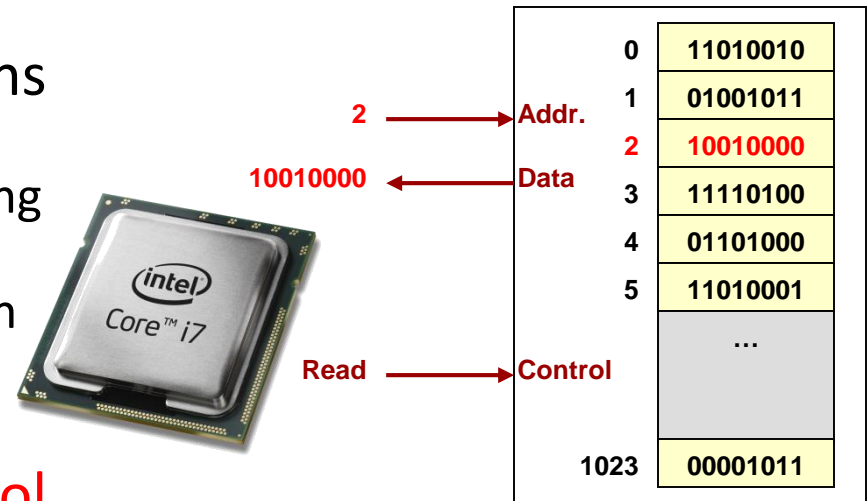 ns
ng
n
ol
intel
Core™ i7
2
Addr.
10010000
Data
Read
Control
0 11010010
1 01001011
2 10010000
3 11110100
4 01101000
5 11010001
…
1023 00001011